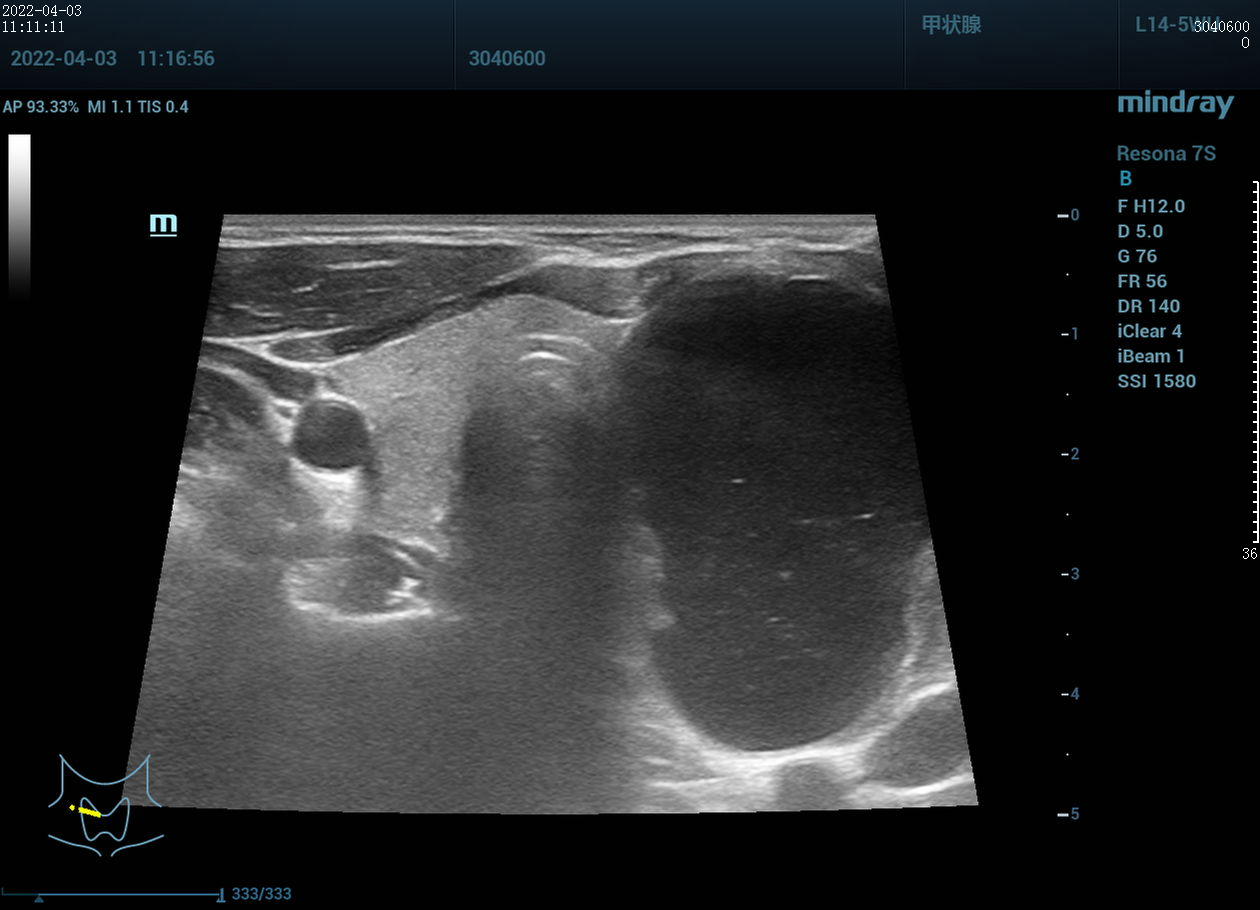 2022-04-03
11:11:11
2022-04-03 11:16:56
3040600
甲状腺
L14-5W
3040600
0
AP 93.33% MI 1.1 TIS 0.4
mindray
m
Resona 7S
B
F H12.0
D 5.0
G 76
FR 56
DR 140
iClear 4
iBeam 1
SSI 1580
0
1
2
3
4
5
36
333/333